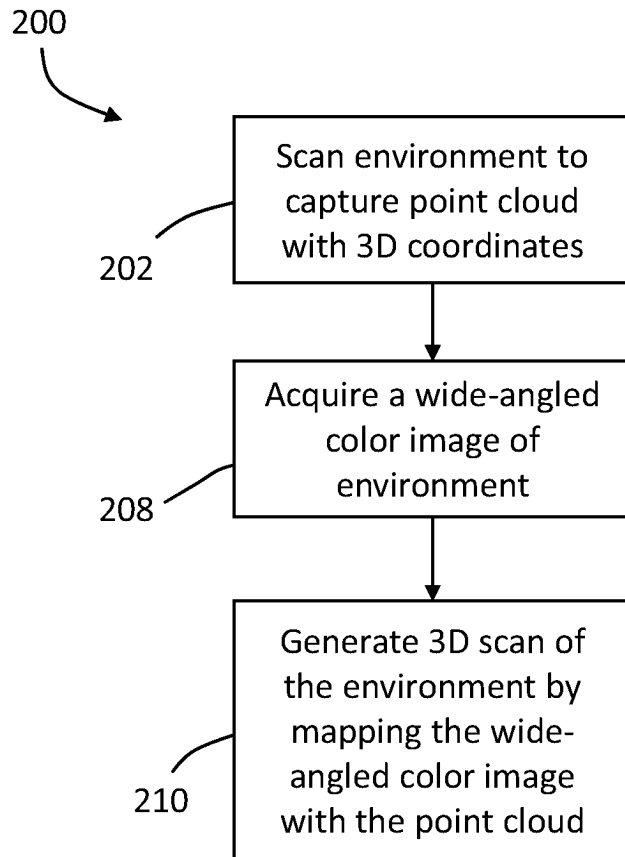 200
Scan environment to
capture point cloud
with 3D coordinates
202
Acquire a wide-angled
color image of
environment
208
Generate 3D scan of
the environment by
mapping the wide-
angled color image
with the point cloud
210